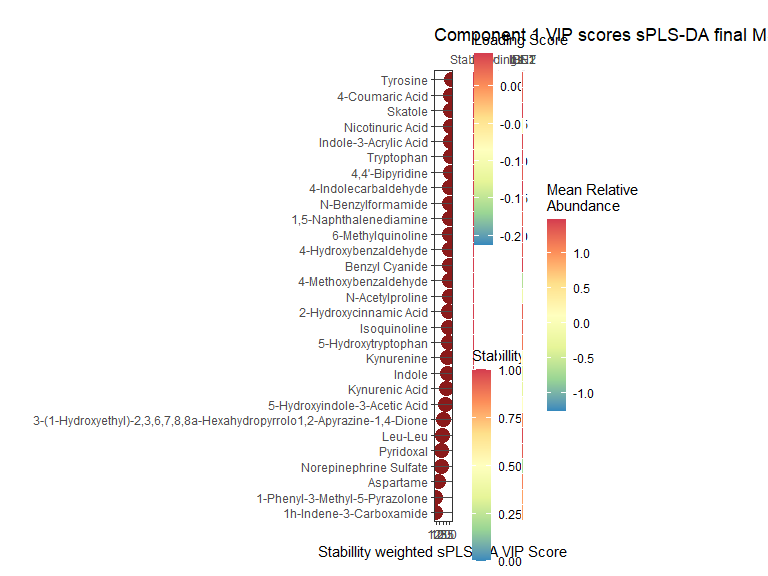 Component 1 VIP scores sPLS-DA final M
Loading Score
Tyrosine
4-Coumaric Acid
Skatole
Nicotinuric Acid
Indole-3-Acrylic Acid
Tryptophan
4,4'-Bipyridine
4-Indolecarbaldehyde
N-Benzylformamide
1,5-Naphthalenediamine
6-Methylquinoline
4-Hydroxybenzaldehyde
Benzyl Cyanide
4-Methoxybenzaldehyde
N-Acetylproline
2-Hydroxycinnamic Acid
Isoquinoline
5-Hydroxytryptophan
Kynurenine
Indole
Kynurenic Acid
5-Hydroxyindole-3-Acetic Acid
3-(1-Hydroxyethyl)-2,3,6,7,8,8a-Hexahydropyrrolo1,2-Apyrazine-1,4-Dione
Leu-Leu
Pyridoxal
Norepinephrine Sulfate
Aspartame
1-Phenyl-3-Methyl-5-Pyrazolone
1h-Indene-3-Carboxamide
Stabillity weighted sPLS-DA VIP Score
0.00
-0.05
-0.10
-0.15
-0.20
Stabillity
1.00
0.75
0.50
0.25
0.00
Mean Relative
Abundance
1.0
0.5
0.0
-0.5
-1.0